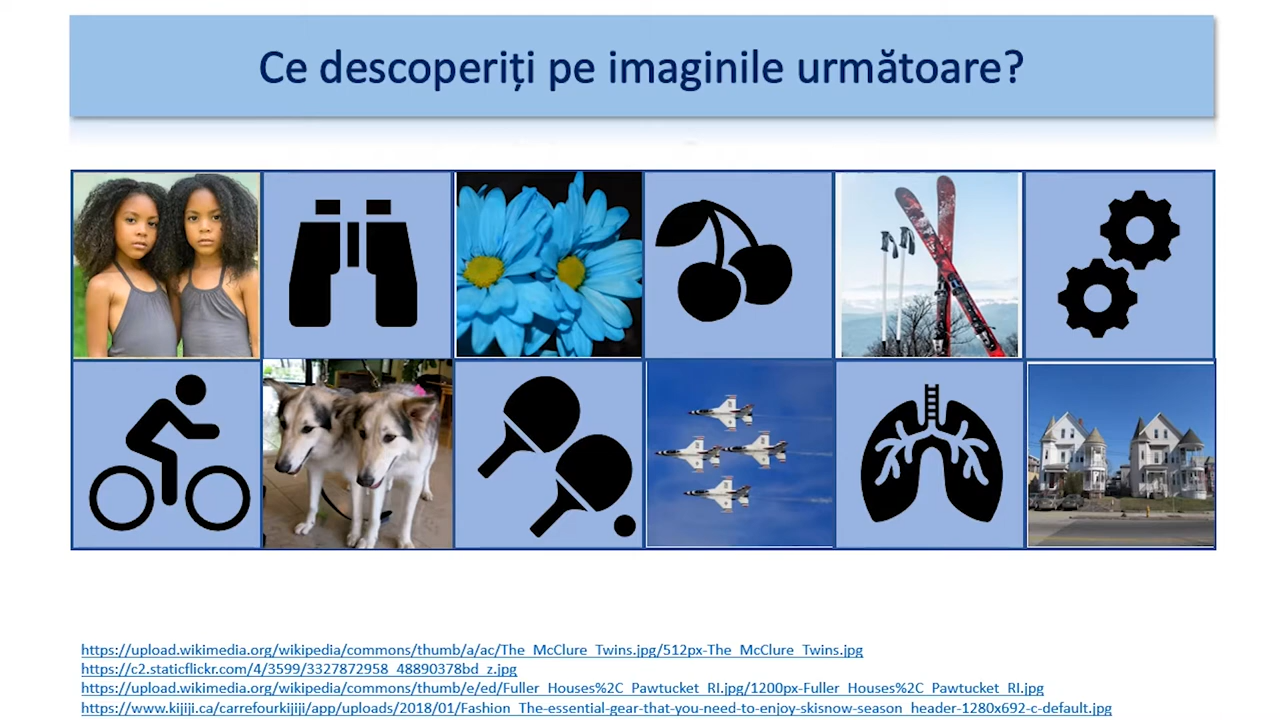 Ce descoperiți pe imaginile următoare?
https://upload.wikimedia.org/wikipedia/commons/thumb/a/ac/The_McClure_Twins.jpg/512px-The_McClure_Twins.jpg
https://c2.staticflickr.com/4/3599/3327872958_48890378bd_z.jpg
https://upload.wikimedia.org/wikipedia/commons/thumb/e/ed/Fuller_Houses%2C_Pawtucket_RI.jpg/1200px-Fuller_Houses%2C_Pawtucket_RI.jpg
https://www.kijiji.ca/carrefourkijiji/app/uploads/2018/01/Fashion_The-essential-gear-that-you-need-to-enjoy-skisnow-season_header-1280x692-c-default.jpg